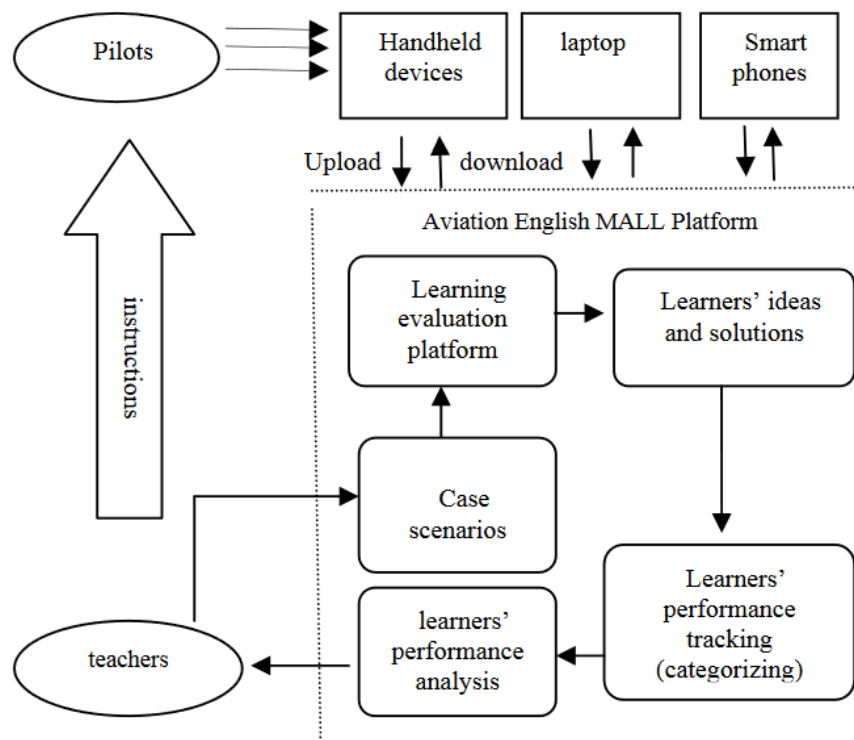 Pilots
Handheld
devices
laptop
Smart
phones
Upload
download
Aviation English MALL Platform
Learning
evaluation
platform
Learners’ ideas
and solutions
instructions
Case
scenarios
Learners’
performance
tracking
(categorizing)
learners’
performance
analysis
teachers